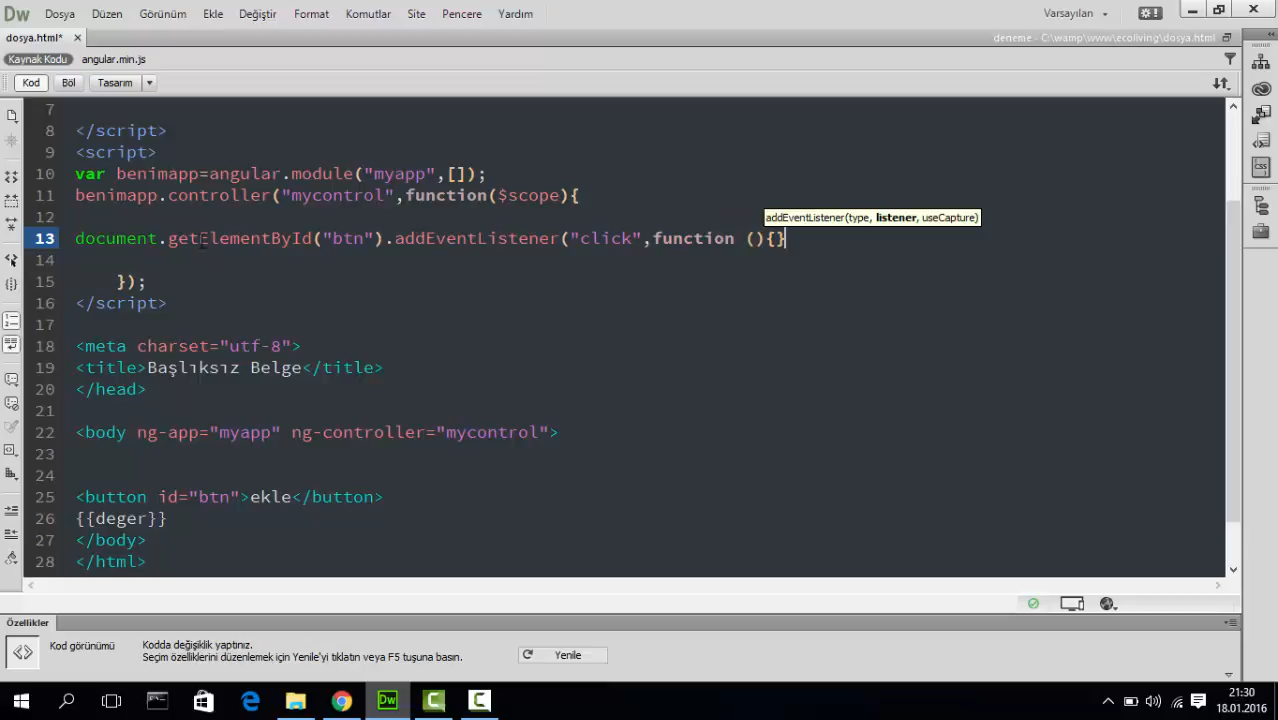 Dw Dosya Düzen Görünüm Ekle Değiştir Format Komutlar Site Pencere Yardım Varsayılan
dosya.html* deneme - C:\wamp\www\ecoliving\dosya.html
Kaynak Kodu angular.min.js
Kod Böl Tasarım
7
8 </script>
9 <script>
10 var benimapp=angular.module("myapp",[]);
11 benimapp.controller("mycontrol",function($scope){
12
addEventListener(type, listener, useCapture)
13 document.getElementById("btn").addEventListener("click",function (){}
14
15 });
16 </script>
17
18 <meta charset="utf-8">
19 <title>Başlıksız Belge</title>
20 </head>
21
22 <body ng-app="myapp" ng-controller="mycontrol">
23
24
25 <button id="btn">ekle</button>
26 {{deger}}
27 </body>
28 </html>
Özellikler
Kod görünümü Kodda değişiklik yaptınız.
Seçim özelliklerini düzenlemek için Yenile'yi tıklatın veya F5 tuşuna basın.
Yenile
Dw
21:30
18.01.2016